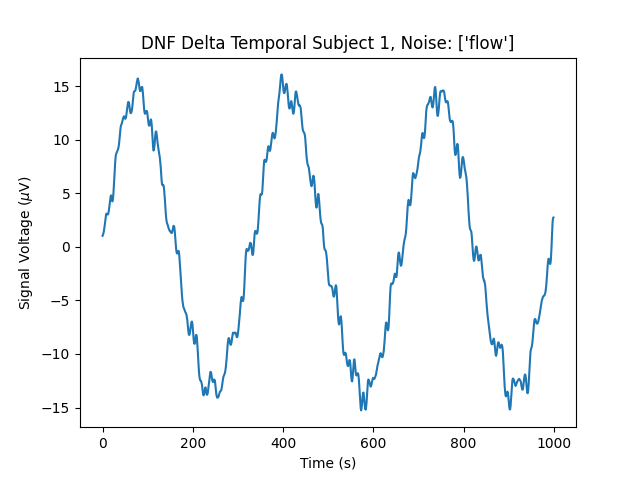 DNF Delta Temporal Subject 1, Noise: ['flow']
Signal Voltage (μV)
15
10
5
0
−5
−10
−15
0 200 400 600 800 1000
Time (s)